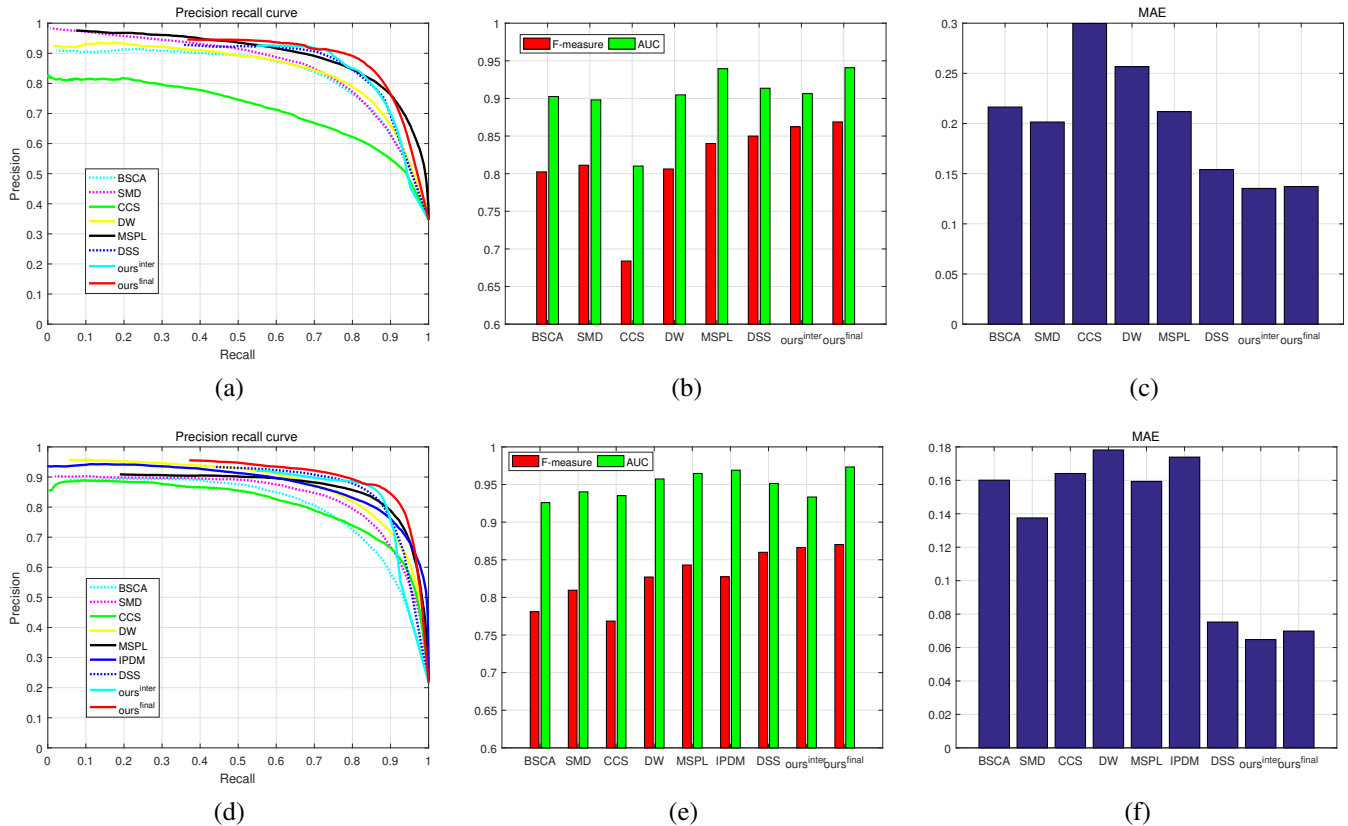 Precision recall curve
1
0.9
0.8
0.7
0.6
0.5
0.4
0.3
0.2
0.1
0
Precision
BSCA
SMD
CCS
DW
MSPL
DSS
ours^inter
ours^final
0 0.1 0.2 0.3 0.4 0.5 0.6 0.7 0.8 0.9 1
Recall
(a)
1
0.95
0.9
0.85
0.8
0.75
0.7
0.65
0.6
F-measure AUC
BSCA SMD CCS DW MSPL DSS ours^inter ours^final
(b)
MAE
0.3
0.25
0.2
0.15
0.1
0.05
0
BSCA SMD CCS DW MSPL DSS ours^inter ours^final
(c)
Precision recall curve
1
0.9
0.8
0.7
0.6
0.5
0.4
0.3
0.2
0.1
0
Precision
BSCA
SMD
CCS
DW
MSPL
IPDM
DSS
ours^inter
ours^final
0 0.1 0.2 0.3 0.4 0.5 0.6 0.7 0.8 0.9 1
Recall
(d)
1
0.95
0.9
0.85
0.8
0.75
0.7
0.65
0.6
F-measure AUC
BSCA SMD CCS DW MSPL IPDM DSS ours^inter ours^final
(e)
MAE
0.18
0.16
0.14
0.12
0.1
0.08
0.06
0.04
0.02
0
BSCA SMD CCS DW MSPL IPDM DSS ours^inter ours^final
(f)